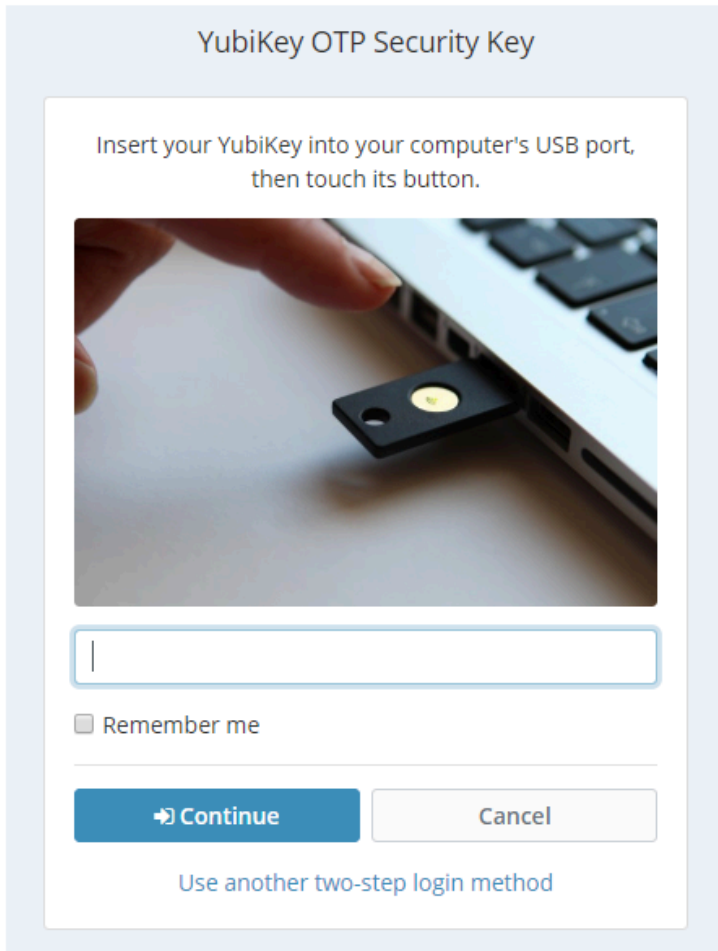 YubiKey OTP Security Key
Insert your YubiKey into your computer's USB port,
then touch its button.
Remember me
Continue
Cancel
Use another two-step login method